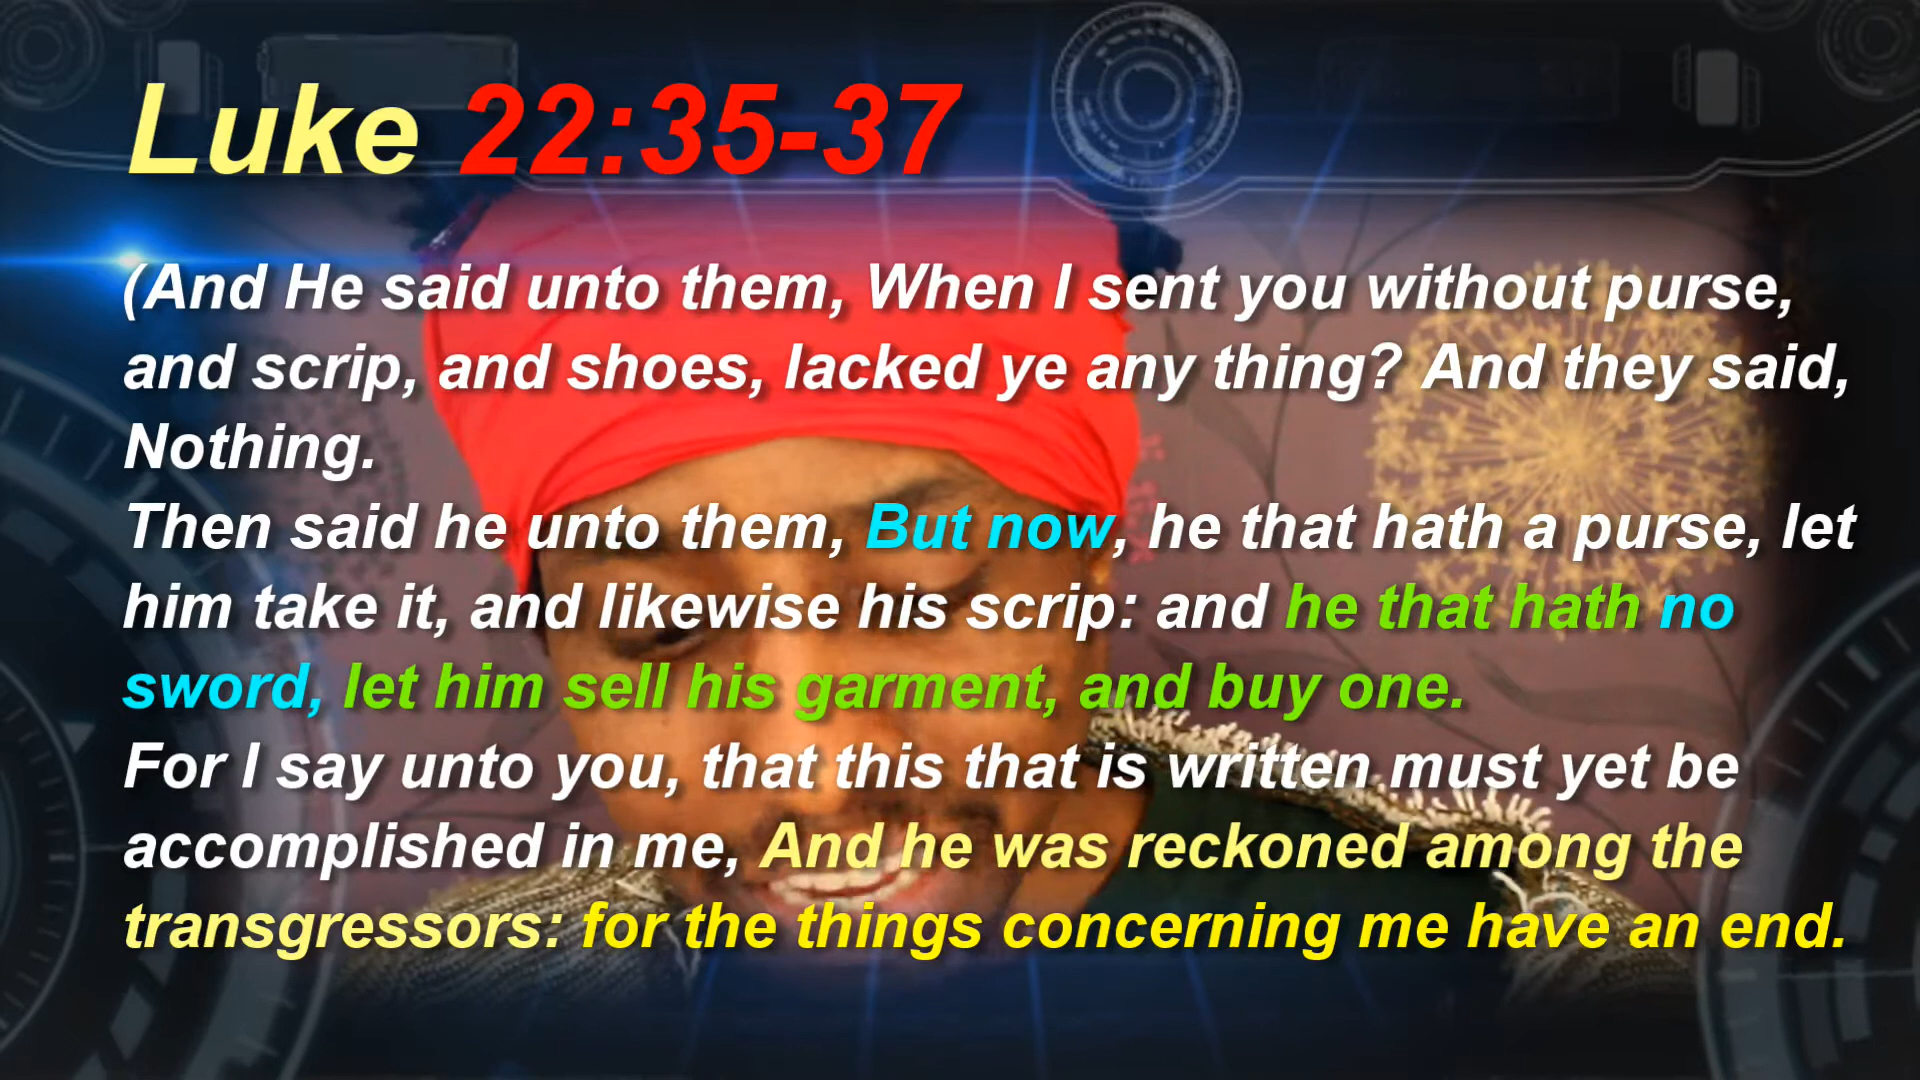 Luke 22:35-37
(And He said unto them, When I sent you without purse,
and scrip, and shoes, lacked ye any thing? And they said,
Nothing.
Then said he unto them, But now, he that hath a purse, let
him take it, and likewise his scrip: and he that hath no
sword, let him sell his garment, and buy one.
For I say unto you, that this that is written must yet be
accomplished in me, And he was reckoned among the
transgressors: for the things concerning me have an end.